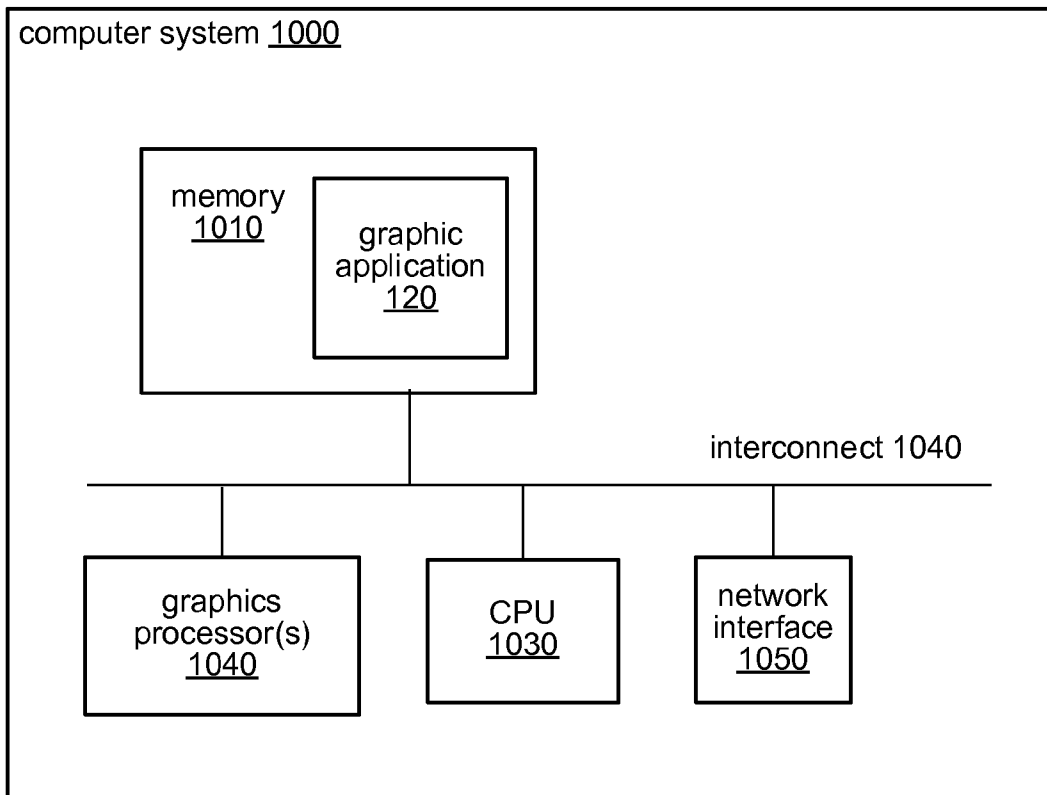 computer system 1000
memory
1010
graphic
application
120
interconnect 1040
graphics
processor(s)
1040
CPU
1030
network
interface
1050